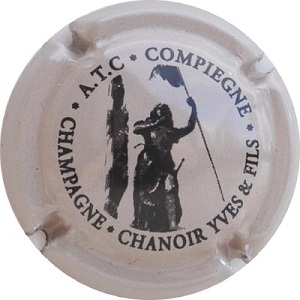 * A.T.C * COMPIEGNE *
CHAMPAGNE * CHANOIR YVES & FILS